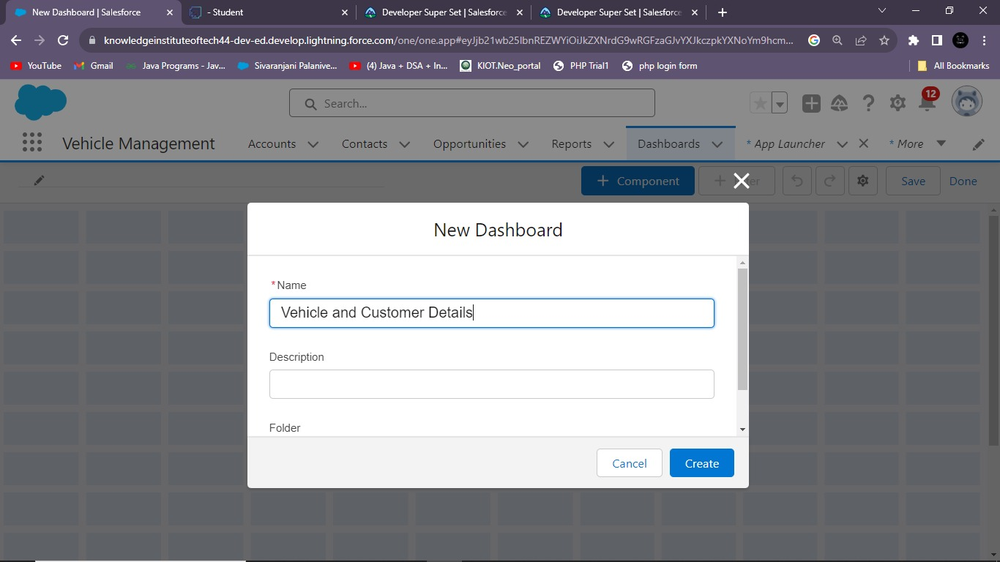 New Dashboard | Salesforce
- Student
Developer Super Set | Salesforce
Developer Super Set | Salesforce
knowledgeinstituteoftech44-dev-ed.develop.lightning.force.com/one/one.app#eyJjb21wb25lbnREZWYiOiJkZXNrdG9wRGFzaGJvYXJkczpkYXNoYm9hcm...
YouTube
Gmail
Java Programs - Jav...
Sivaranjani Palanive...
(4) Java + DSA + In...
KIOT.Neo_portal
PHP Trial1
php login form
All Bookmarks
Search...
12
Vehicle Management
Accounts
Contacts
Opportunities
Reports
Dashboards
* App Launcher
* More
+ Component
Save
Done
New Dashboard
* Name
Vehicle and Customer Details
Description
Folder
Cancel
Create